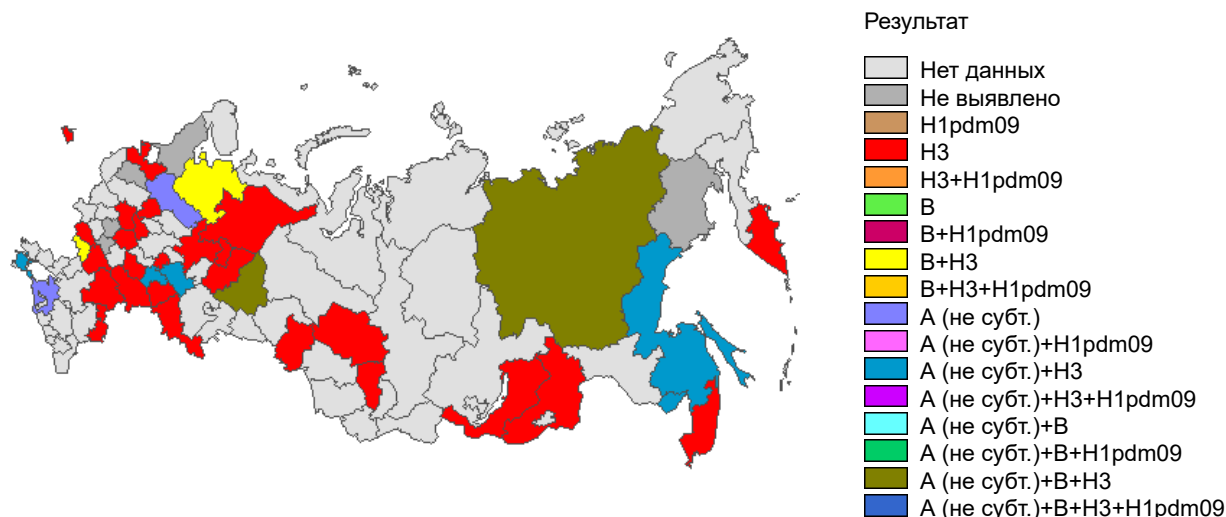 Результат
Нет данных
Не выявлено
H1pdm09
H3
H3+H1pdm09
B
B+H1pdm09
B+H3
B+H3+H1pdm09
А (не субт.)
А (не субт.)+H1pdm09
А (не субт.)+H3
А (не субт.)+H3+H1pdm09
А (не субт.)+B
А (не субт.)+B+H1pdm09
А (не субт.)+B+H3
А (не субт.)+B+H3+H1pdm09